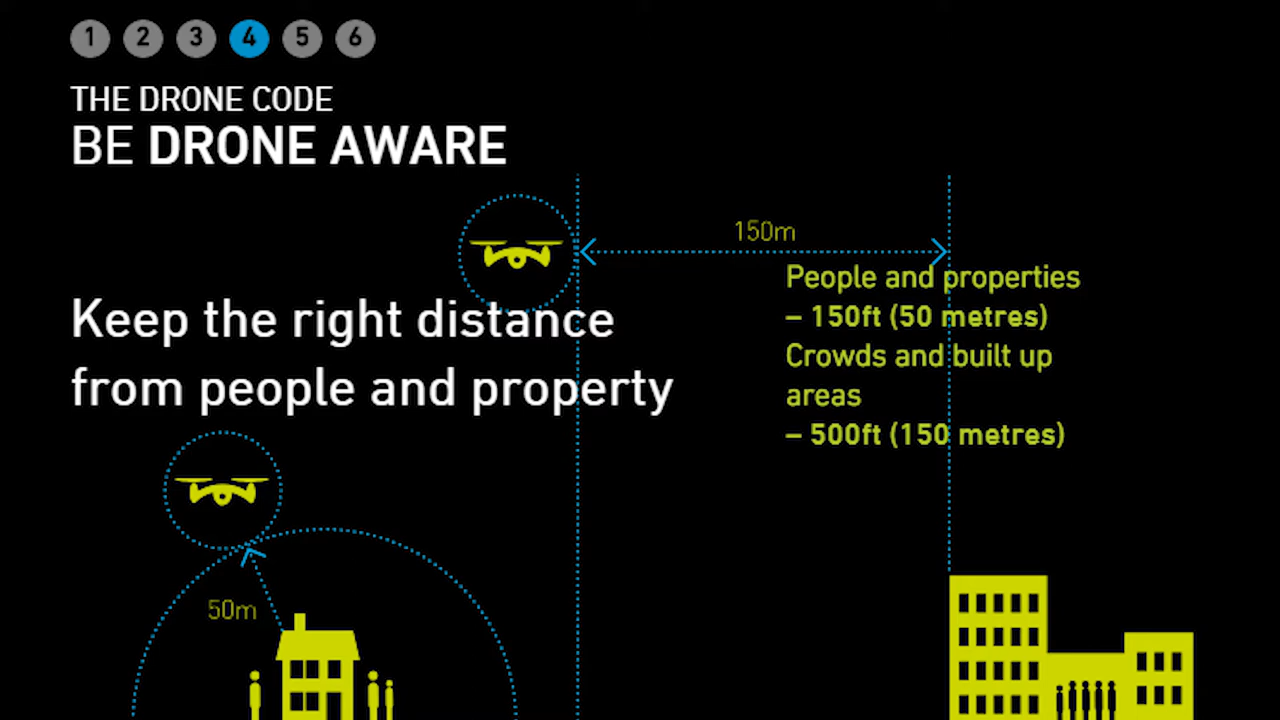 1 2 3 4 5 6
THE DRONE CODE
BE DRONE AWARE
150m
People and properties
– 150ft (50 metres)
Crowds and built up
areas
– 500ft (150 metres)
Keep the right distance
from people and property
50m